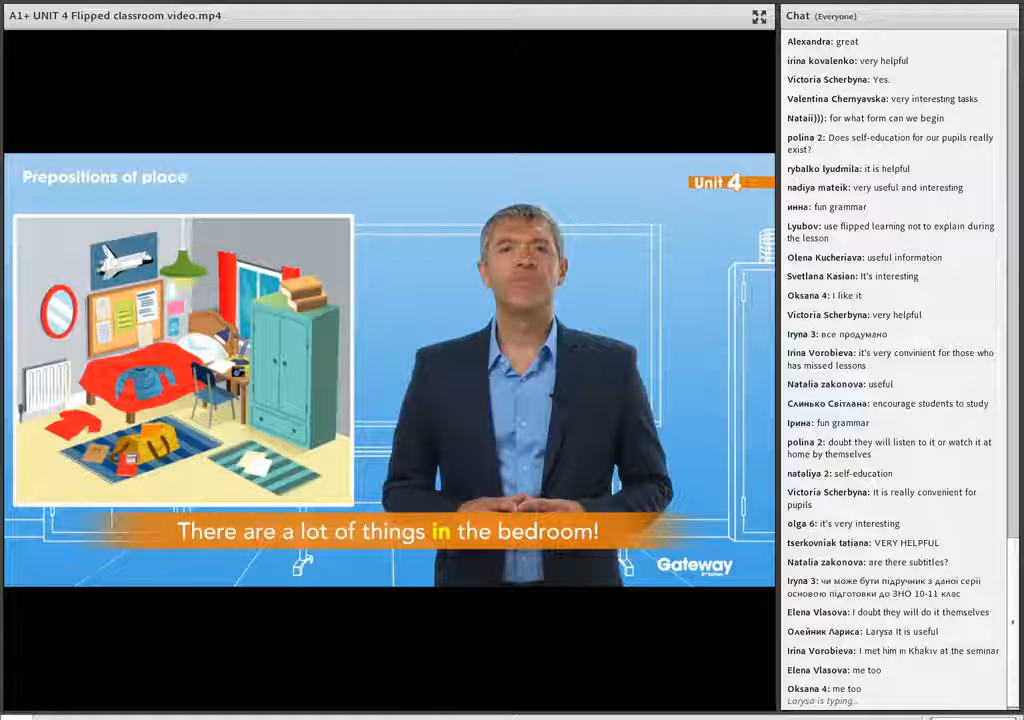 A1+ UNIT 4 Flipped classroom video.mp4
Prepositions of place
Unit 4
There are a lot of things in the bedroom!
Gateway
2nd Edition
Chat (Everyone)
Alexandra: great
irina kovalenko: very helpful
Victoria Scherbyna: Yes.
Valentina Chernyavska: very interesting tasks
Nataii))): for what form can we begin
polina 2: Does self-education for our pupils really
exist?
rybalko lyudmila: it is helpful
nadiya mateik: very useful and interesting
инна: fun grammar
Lyubov: use flipped learning not to explain during
the lesson
Olena Kucheriava: useful information
Svetlana Kasian: It's interesting
Oksana 4: I like it
Victoria Scherbyna: very helpful
Iryna 3: все продумано
Irina Vorobieva: it's very convinient for those who
has missed lessons
Natalia zakonova: useful
Слинько Світлана: encourage students to study
Ірина: fun grammar
polina 2: doubt they will listen to it or watch it at
home by themselves
nataliya 2: self-education
Victoria Scherbyna: It is really convenient for
pupils
olga 6: it's very interesting
tserkovniak tatiana: VERY HELPFUL
Natalia zakonova: are there subtitles?
Iryna 3: чи може бути підручник з даної серії
основою підготовки до ЗНО 10-11 клас
Elena Vlasova: I doubt they will do it themselves
Олейник Лариса: Larysa It is useful
Irina Vorobieva: I met him in Khakiv at the seminar
Elena Vlasova: me too
Oksana 4: me too
Larysa is typing...